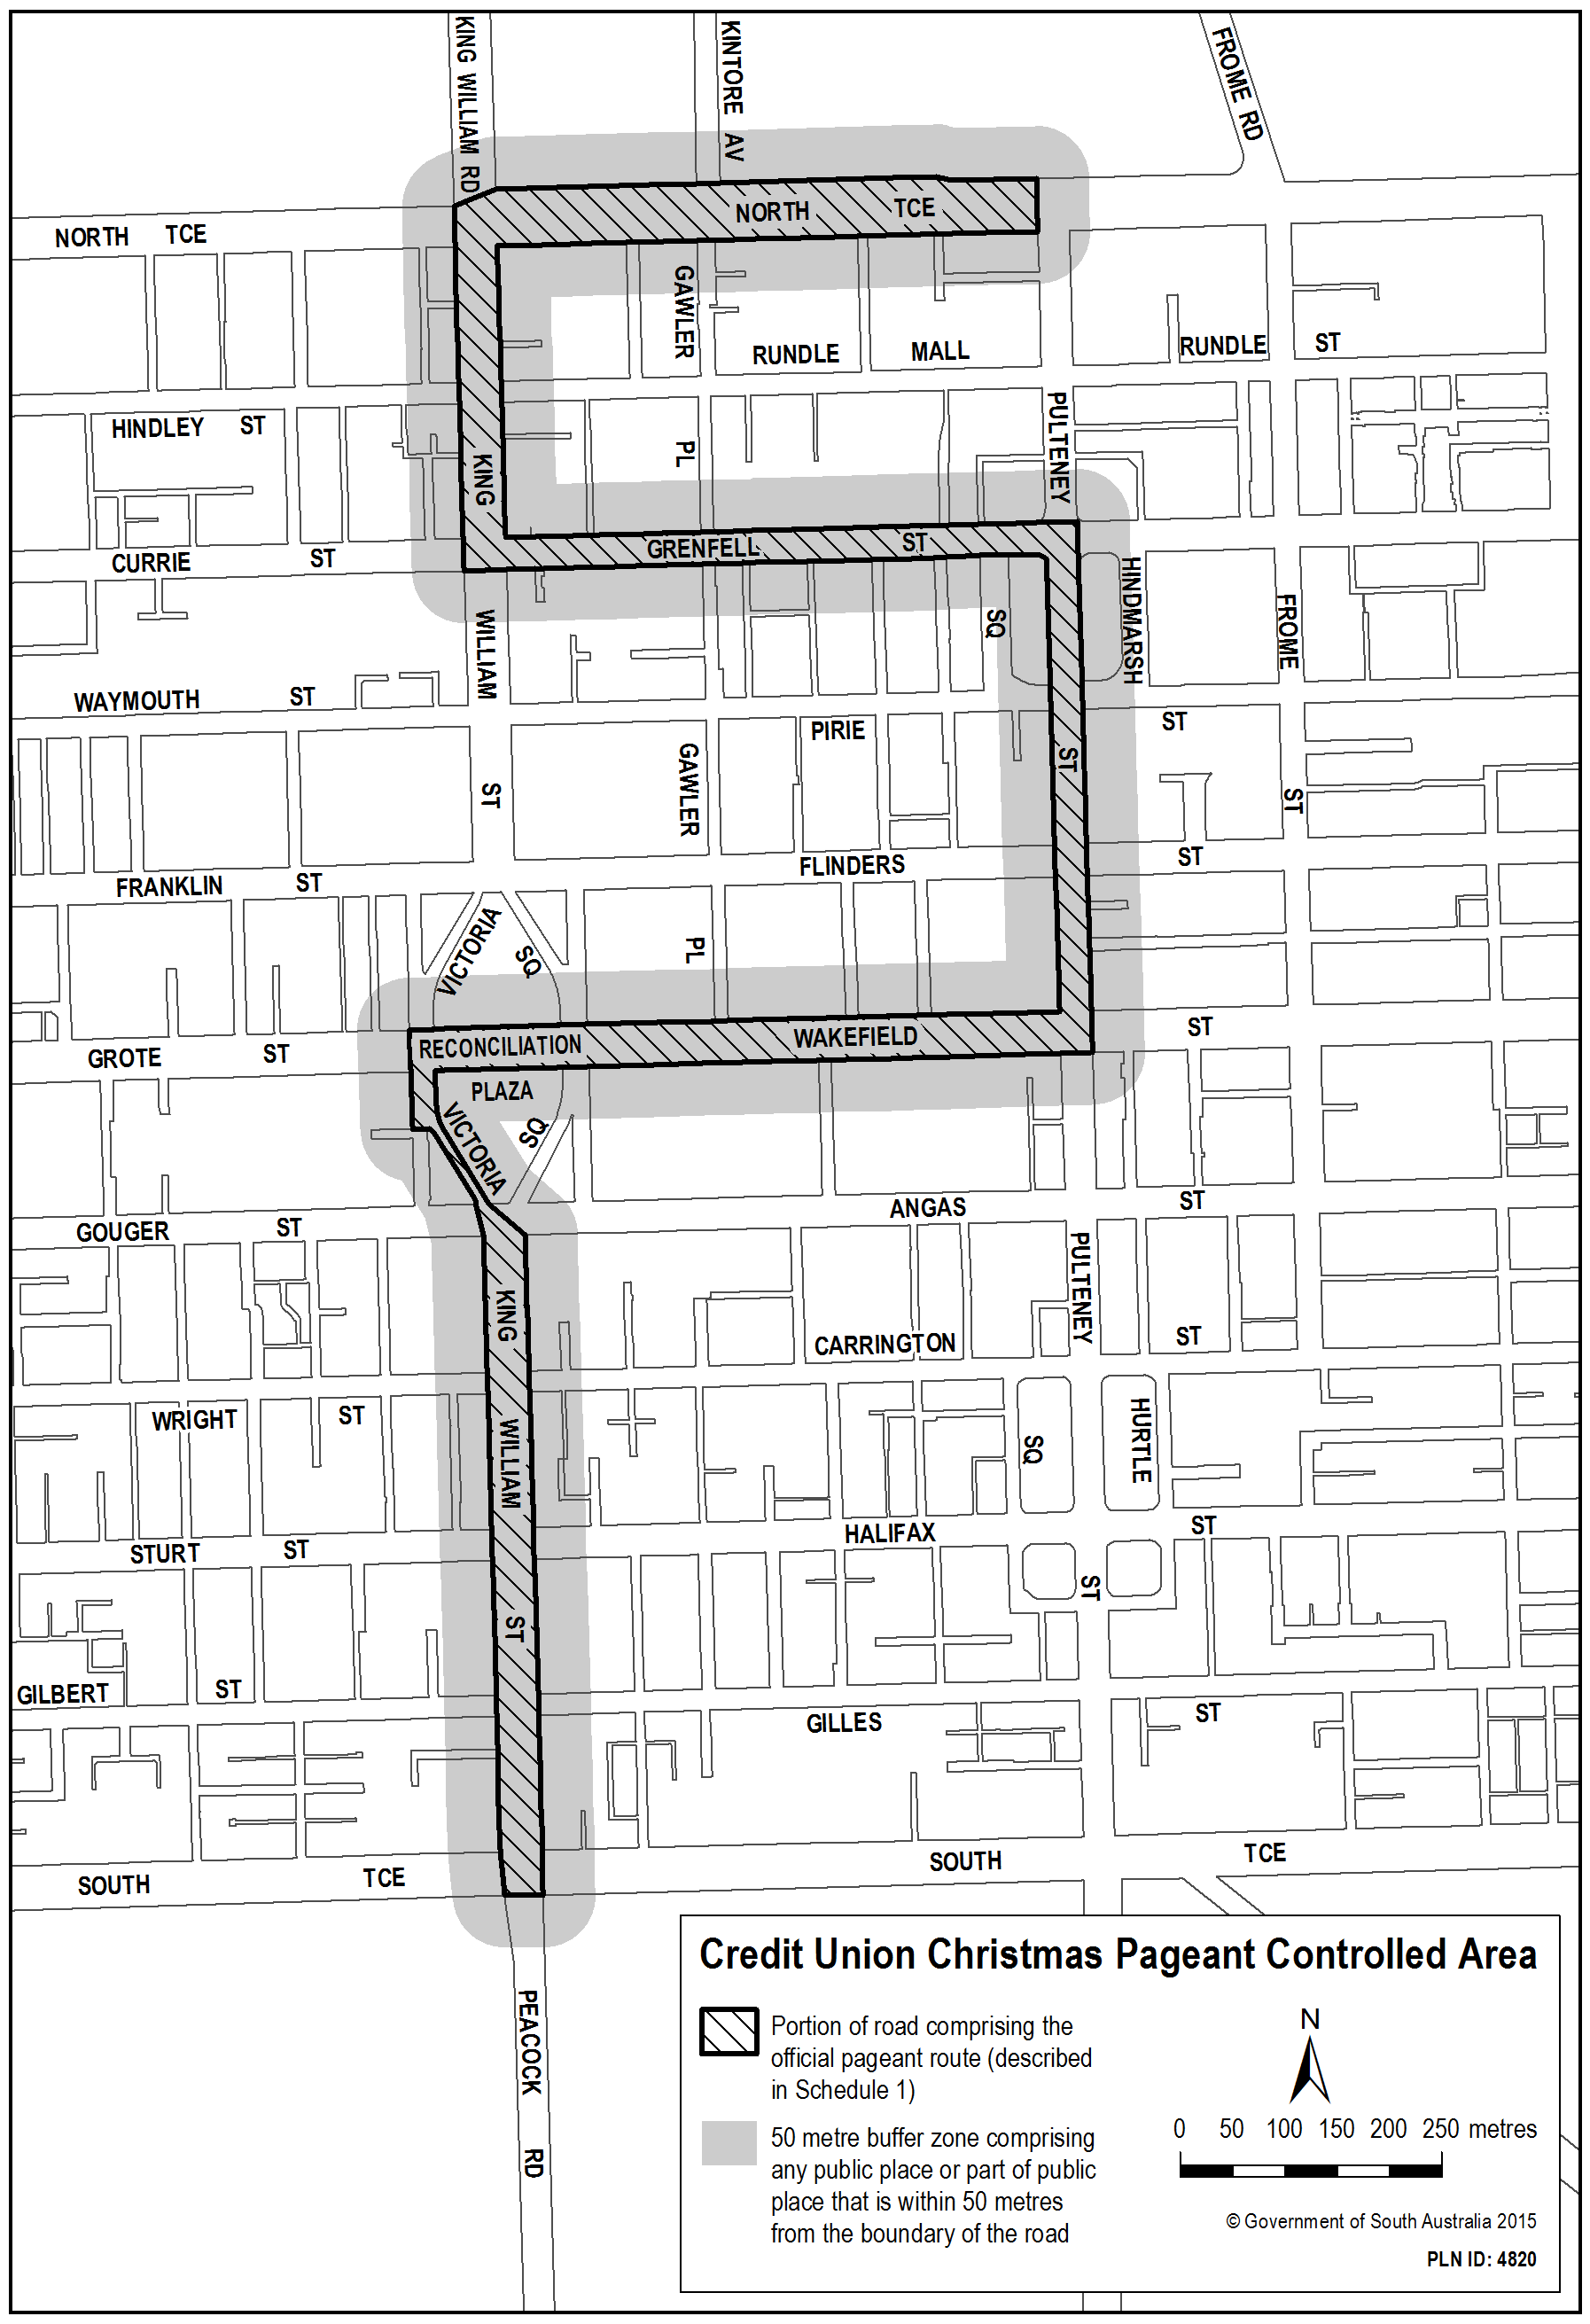 KING WILLIAM RD
KINTORE AV
FROME RD
NORTH TCE
NORTH TCE
GAWLER
RUNDLE MALL
RUNDLE ST
HINDLEY ST
KING
PL
PULTENEY
CURRIE ST
GRENFELL ST
WILLIAM
SQ
HINDMARSH
FROME
WAYMOUTH ST
PIRIE
ST
ST
GAWLER
ST
ST
FRANKLIN ST
FLINDERS
ST
VICTORIA
SQ
PL
GROTE ST
RECONCILIATION
PLAZA
WAKEFIELD
ST
VICTORIA
SQ
GOUGER ST
ANGAS
ST
KING
PULTENEY
CARRINGTON
ST
WRIGHT ST
WILLIAM
SQ
HURTLE
STURT ST
HALIFAX
ST
ST
ST
GILBERT ST
GILLES
ST
SOUTH TCE
SOUTH
TCE
PEACOCK
RD
Credit Union Christmas Pageant Controlled Area
Portion of road comprising the
official pageant route (described
in Schedule 1)
50 metre buffer zone comprising
any public place or part of public
place that is within 50 metres
from the boundary of the road
N
0 50 100 150 200 250 metres
© Government of South Australia 2015
PLN ID: 4820